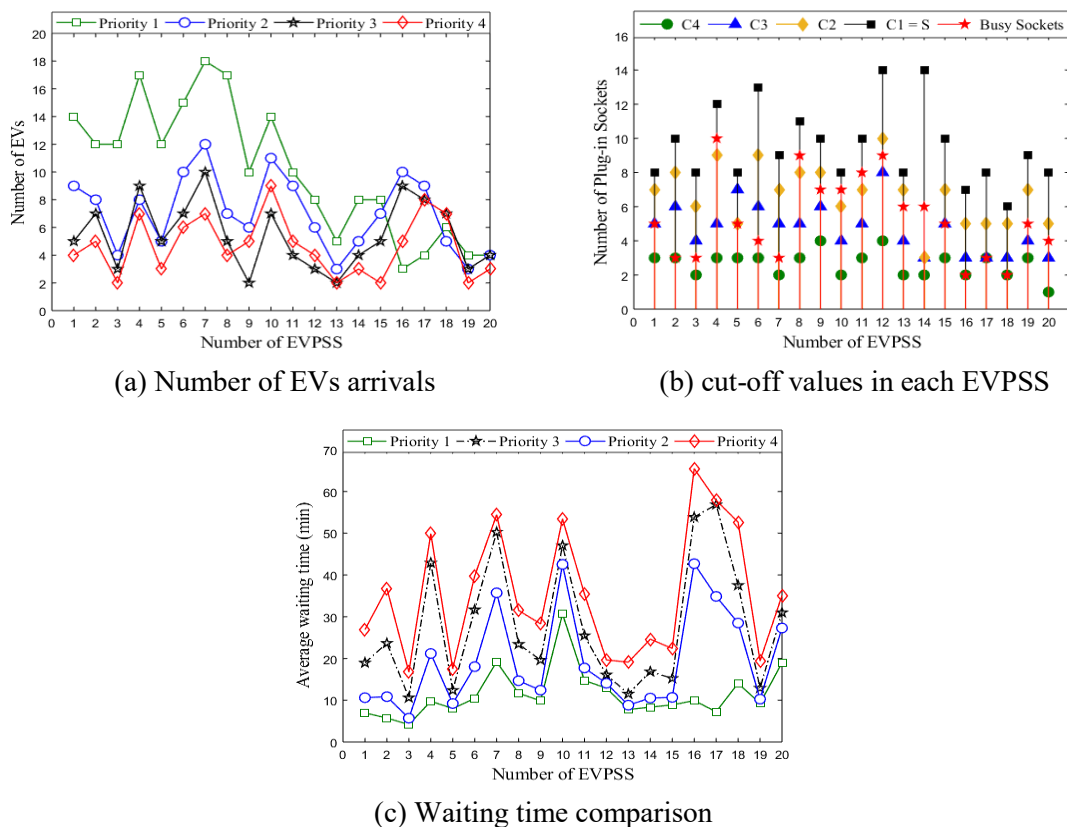 Priority 1 Priority 2 Priority 3 Priority 4
20
18
16
14
12
10
8
6
4
2
0
Number of EVs
0 1 2 3 4 5 6 7 8 9 10 11 12 13 14 15 16 17 18 19 20
Number of EVPSS
(a) Number of EVs arrivals
C4 C3 C2 C1 = S Busy Sockets
16
14
12
10
8
6
4
2
0
Number of Plug-in Sockets
0 1 2 3 4 5 6 7 8 9 10 11 12 13 14 15 16 17 18 19 20
Number of EVPSS
(b) cut-off values in each EVPSS
Priority 1 Priority 3 Priority 2 Priority 4
70
60
50
40
30
20
10
0
Average waiting time (min)
0 1 2 3 4 5 6 7 8 9 10 11 12 13 14 15 16 17 18 19 20
Number of EVPSS
(c) Waiting time comparison